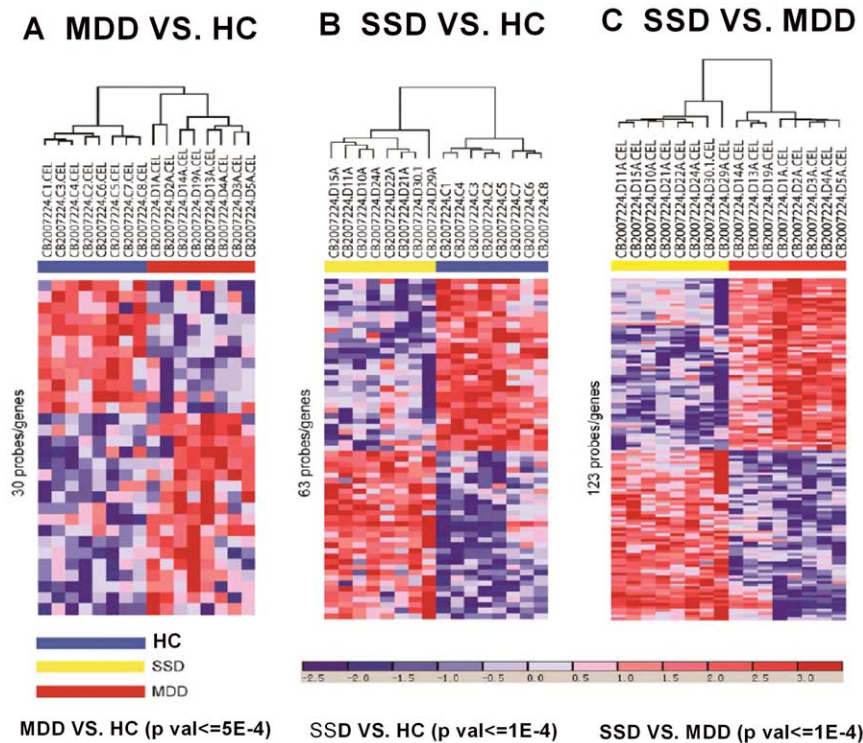 A MDD VS. HC
B SSD VS. HC
C SSD VS. MDD
CB2007224.C1.CEL
CB2007224.C3.CEL
CB2007224.C4.CEL
CB2007224.C2.CEL
CB2007224.C6.CEL
CB2007224.C5.CEL
CB2007224.C7.CEL
CB2007224.C8.CEL
CB2007224.D1A.CEL
CB2007224.D2A.CEL
CB2007224.D14A.CEL
CB2007224.D19A.CEL
CB2007224.D13A.CEL
CB2007224.D4A.CEL
CB2007224.D3A.CEL
CB2007224.D5A.CEL
CB2007224.D15A
CB2007224.D11A
CB2007224.D10A
CB2007224.D24A
CB2007224.D22A
CB2007224.D21A
CB2007224.D30.1
CB2007224.D29A
CB2007224.C1
CB2007224.C4
CB2007224.C3
CB2007224.C2
CB2007224.C5
CB2007224.C7
CB2007224.C6
CB2007224.C8
CB2007224.D11A.CEL
CB2007224.D15A.CEL
CB2007224.D10A.CEL
CB2007224.D21A.CEL
CB2007224.D22A.CEL
CB2007224.D24A.CEL
CB2007224.D30.1.CEL
CB2007224.D29A.CEL
CB2007224.D14A.CEL
CB2007224.D13A.CEL
CB2007224.D19A.CEL
CB2007224.D1A.CEL
CB2007224.D2A.CEL
CB2007224.D3A.CEL
CB2007224.D4A.CEL
CB2007224.D5A.CEL
30 probes/genes
63 probes/genes
123 probes/genes
HC
SSD
MDD
-2.5 -2.0 -1.5 -1.0 -0.5 0.0 0.5 1.0 1.5 2.0 2.5 3.0
MDD VS. HC (p val<=5E-4)
SSD VS. HC (p val<=1E-4)
SSD VS. MDD (p val<=1E-4)